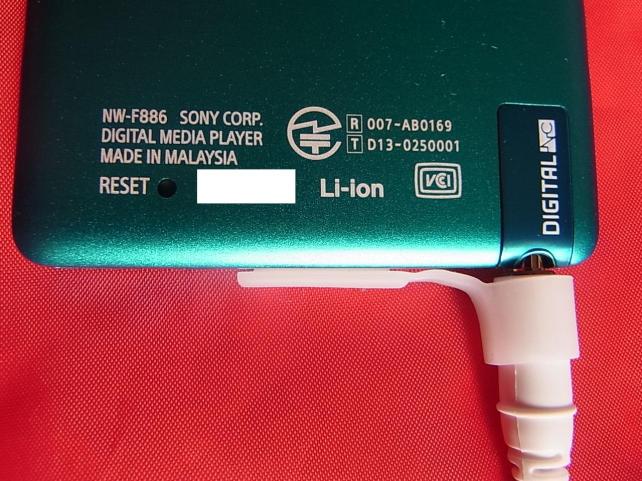 NW-F886 SONY CORP.
DIGITAL MEDIA PLAYER
MADE IN MALAYSIA
RESET
R 007-AB0169
T D13-0250001
Li-ion
VCI
DIGITAL NC